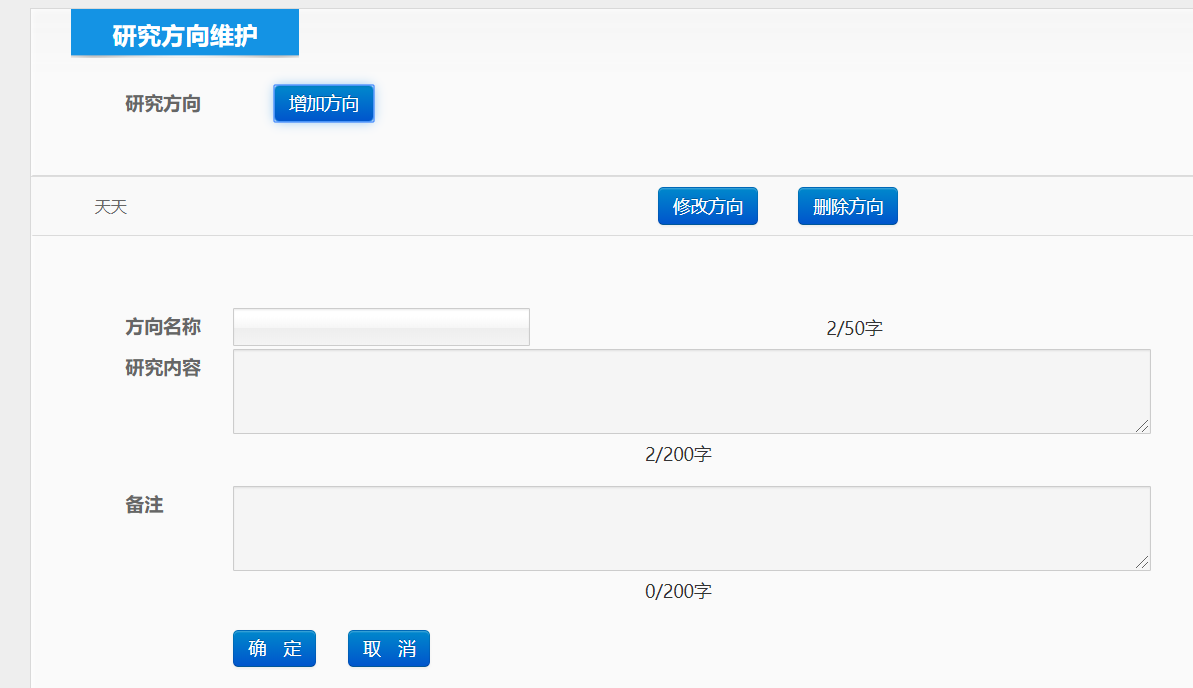 研究方向维护
研究方向 增加方向
天天 修改方向 删除方向
方向名称 2/50字
研究内容
2/200字
备注
0/200字
确 定 取 消